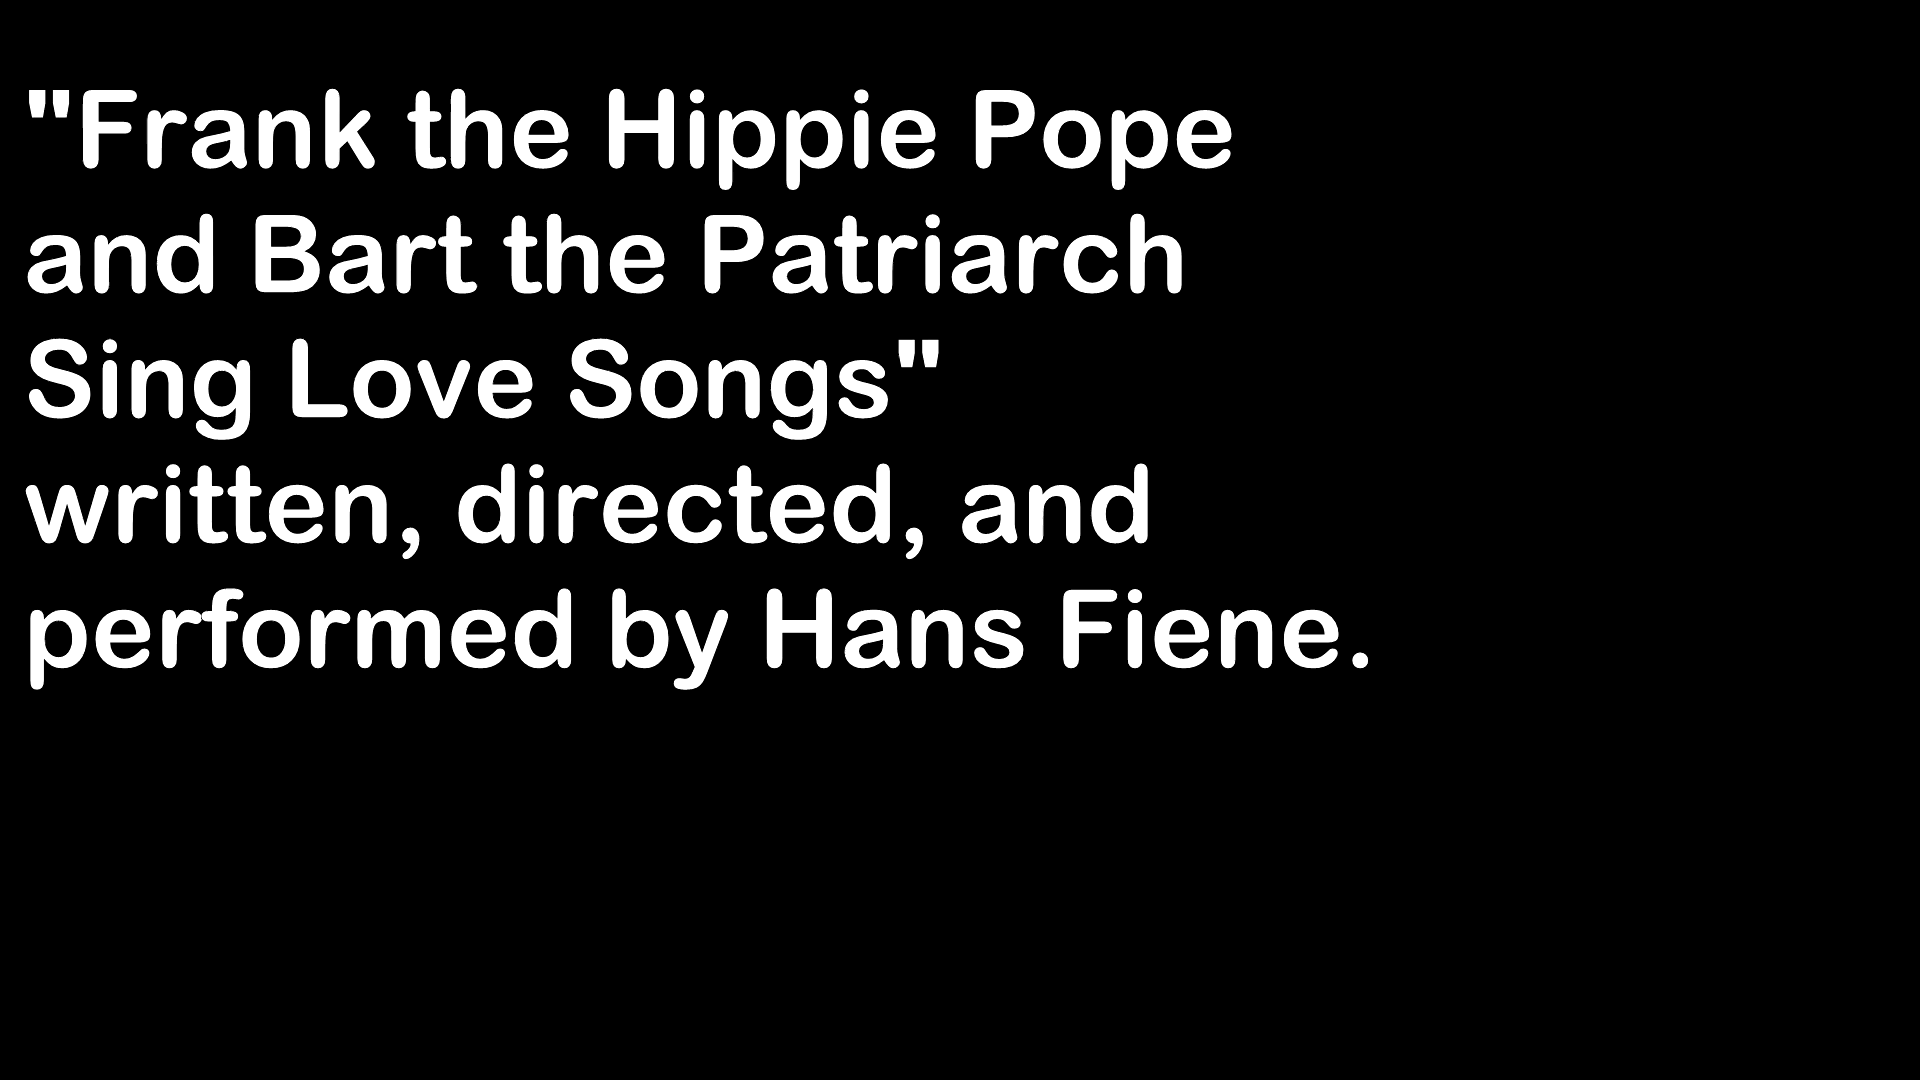 "Frank the Hippie Pope
and Bart the Patriarch
Sing Love Songs"
written, directed, and
performed by Hans Fiene.